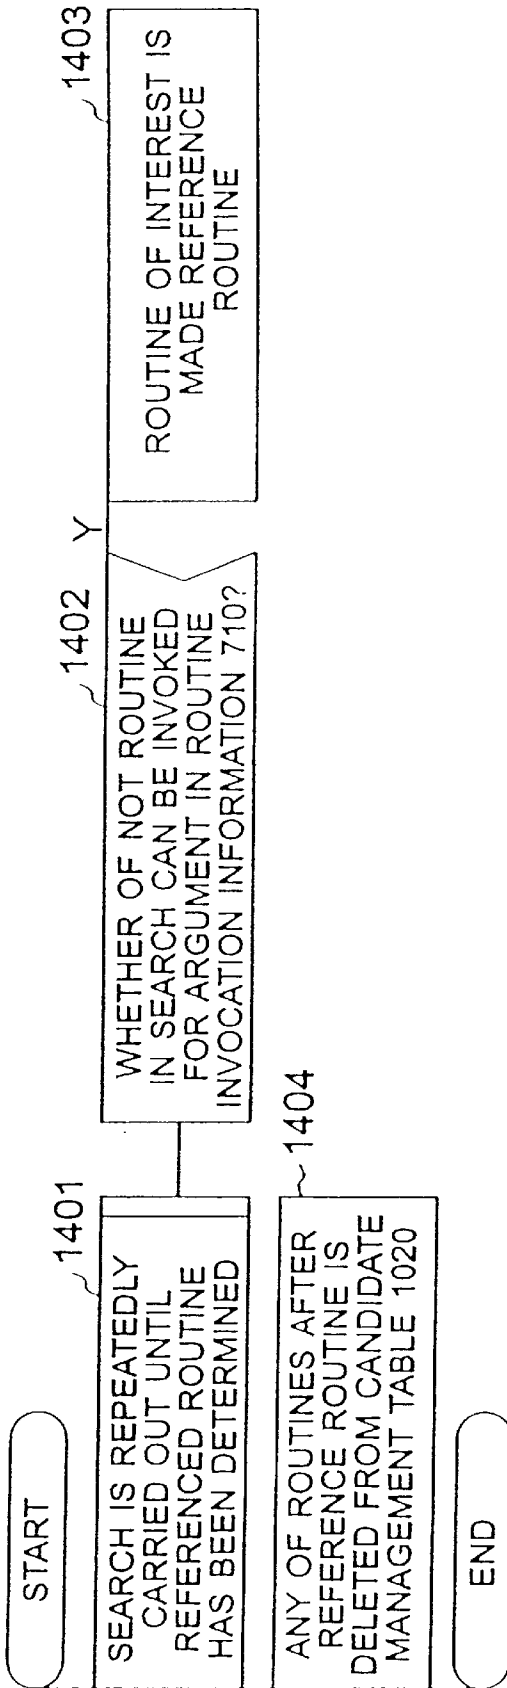 START
1401
SEARCH IS REPEATEDLY
CARRIED OUT UNTIL
REFERENCED ROUTINE
HAS BEEN DETERMINED
1402
WHETHER OF NOT ROUTINE
IN SEARCH CAN BE INVOKED
FOR ARGUMENT IN ROUTINE
INVOCATION INFORMATION 710?
Y
1403
ROUTINE OF INTEREST IS
MADE REFERENCE
ROUTINE
1404
ANY OF ROUTINES AFTER
REFERENCE ROUTINE IS
DELETED FROM CANDIDATE
MANAGEMENT TABLE 1020
END